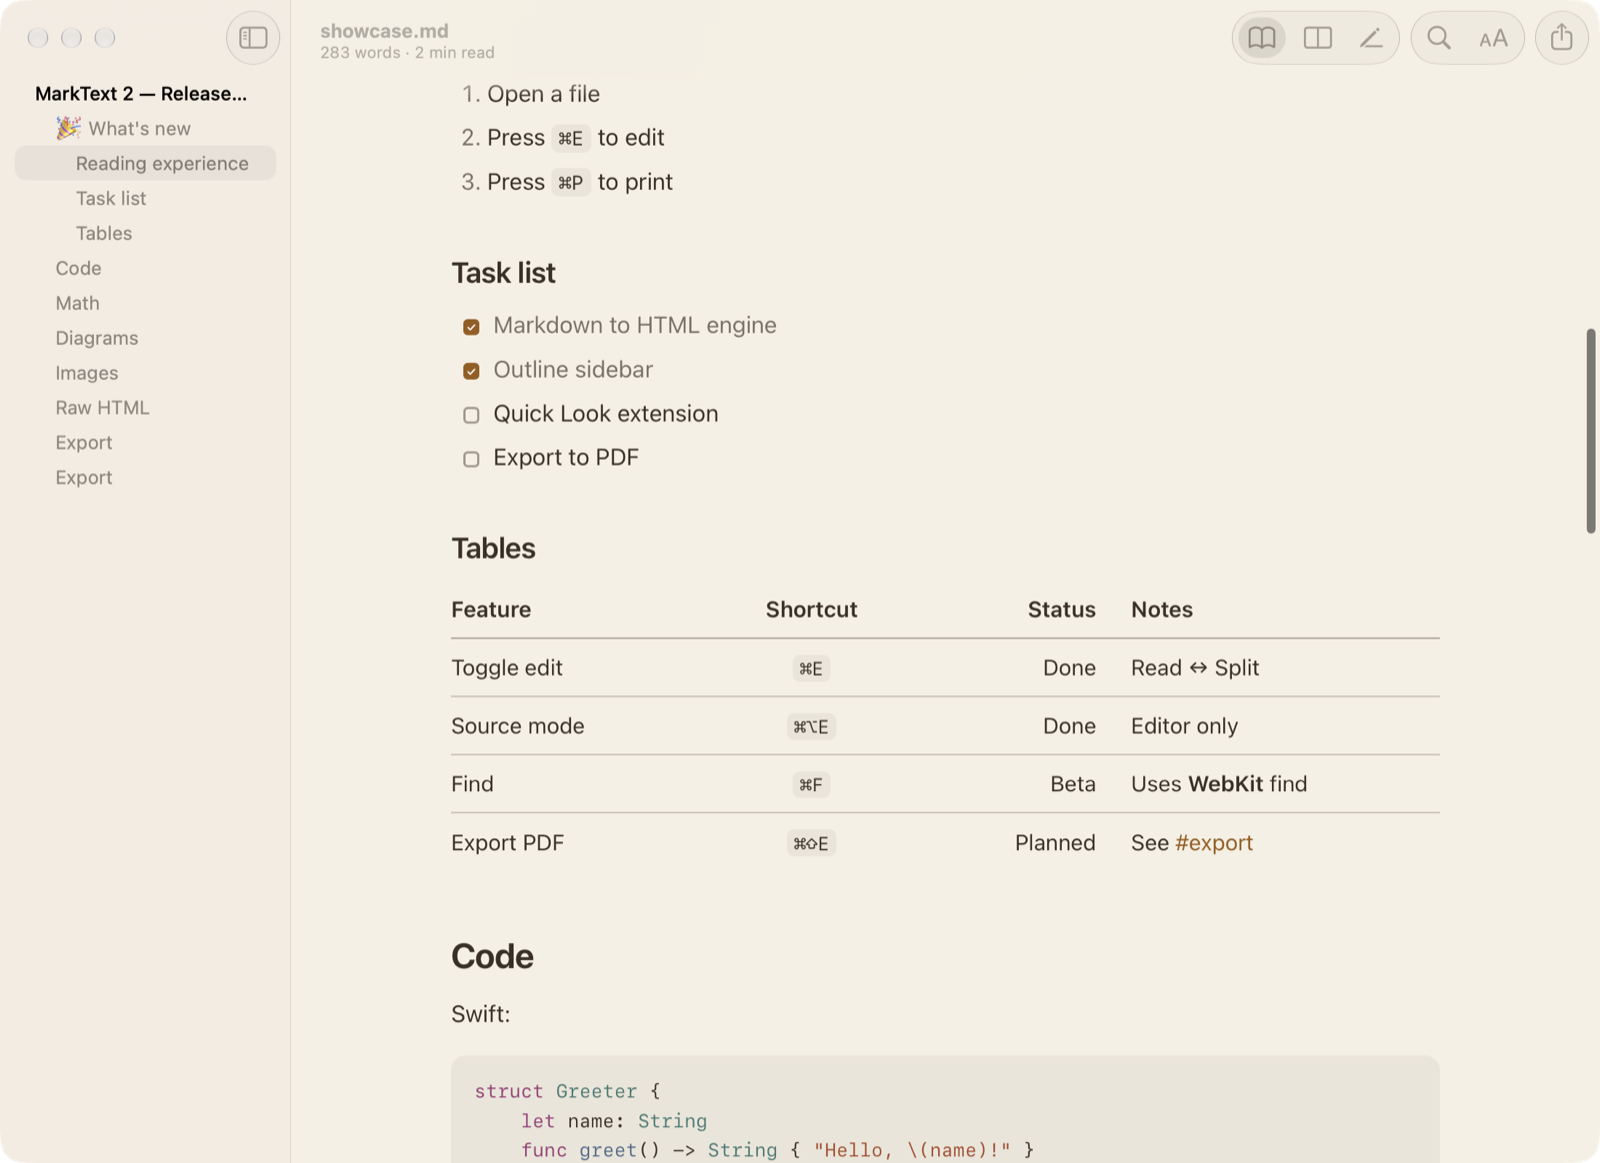 showcase.md
283 words · 2 min read
AA
MarkText 2 — Release...
🎉 What's new
Reading experience
Task list
Tables
Code
Math
Diagrams
Images
Raw HTML
Export
Export
1. Open a file
2. Press ⌘E to edit
3. Press ⌘P to print
Task list
Markdown to HTML engine
Outline sidebar
Quick Look extension
Export to PDF
Tables
Feature Shortcut Status Notes
Toggle edit ⌘E Done Read ↔ Split
Source mode ⌘⌥E Done Editor only
Find ⌘F Beta Uses WebKit find
Export PDF ⌘⇧E Planned See #export
Code
Swift:
struct Greeter {
    let name: String
    func greet() -> String { "Hello, \(name)!" }